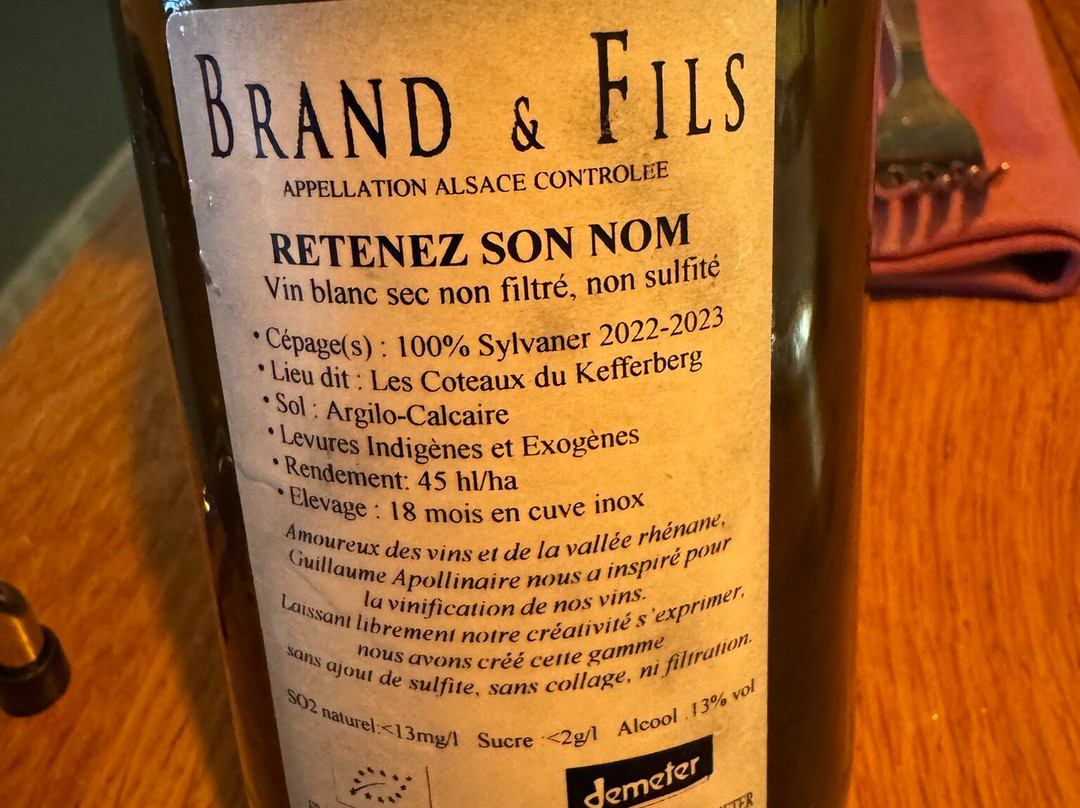 BRAND & FILS
APPELLATION ALSACE CONTROLEE
RETENEZ SON NOM
Vin blanc sec non filtré, non sulfité
• Cépage(s) : 100% Sylvaner 2022-2023
• Lieu dit : Les Coteaux du Kefferberg
• Sol : Argilo-Calcaire
• Levures Indigènes et Exogènes
• Rendement: 45 hl/ha
• Elevage : 18 mois en cuve inox
Amoureux des vins et de la vallée rhénane,
Guillaume Apollinaire nous a inspiré pour
la vinification de nos vins.
Laissant librement notre créativité s'exprimer,
nous avons créé cette gamme
sans ajout de sulfite, sans collage, ni filtration.
SO2 naturel:<13mg/l Sucre :<2g/l Alcool :13% vol
demeter